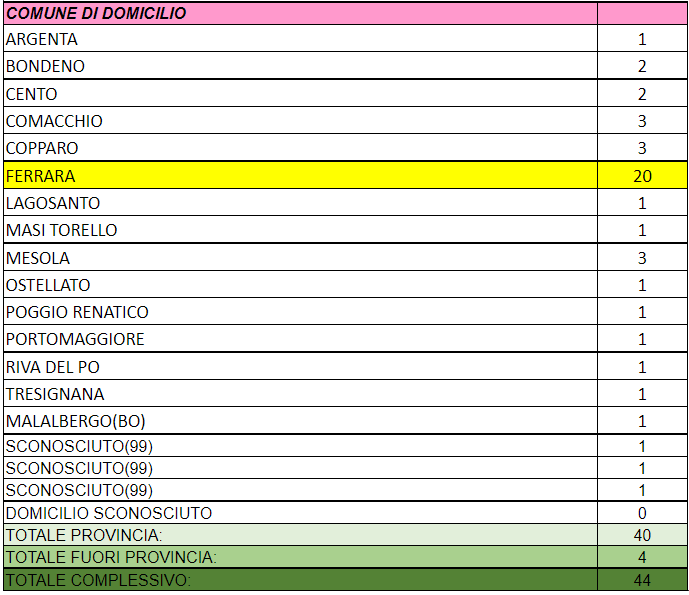 COMUNE DI DOMICILIO
ARGENTA 1
BONDENO 2
CENTO 2
COMACCHIO 3
COPPARO 3
FERRARA 20
LAGOSANTO 1
MASI TORELLO 1
MESOLA 3
OSTELLATO 1
POGGIO RENATICO 1
PORTOMAGGIORE 1
RIVA DEL PO 1
TRESIGNANA 1
MALALBERGO(BO) 1
SCONOSCIUTO(99) 1
SCONOSCIUTO(99) 1
SCONOSCIUTO(99) 1
DOMICILIO SCONOSCIUTO 0
TOTALE PROVINCIA: 40
TOTALE FUORI PROVINCIA: 4
TOTALE COMPLESSIVO: 44